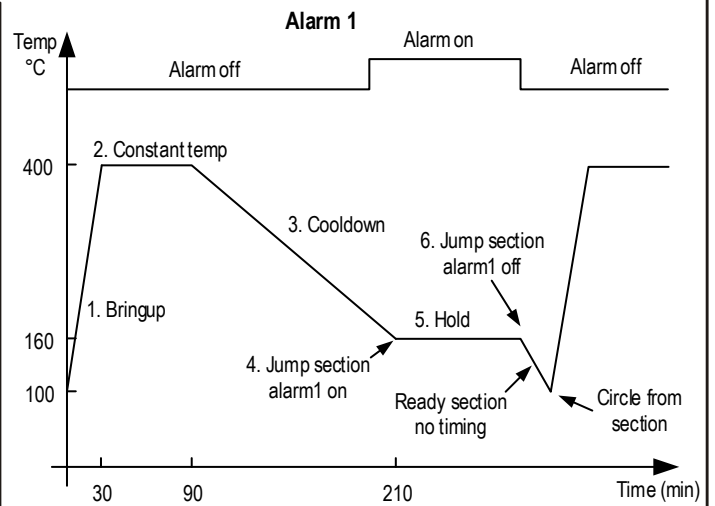 Alarm 1
Temp
°C
Alarm off
Alarm on
Alarm off
400
2. Constant temp
3. Cooldown
6. Jump section
alarm1 off
1. Bringup
5. Hold
160
4. Jump section
alarm1 on
100
Ready section
no timing
Circle from
section
30
90
210
Time (min)